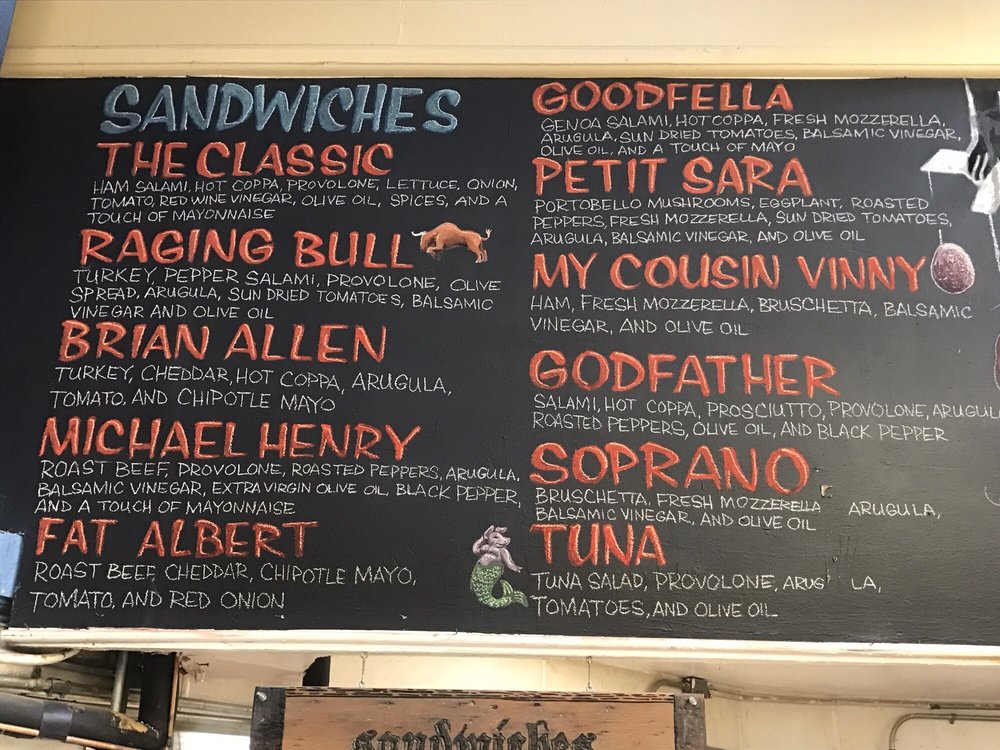 SANDWICHES
THE CLASSIC
HAM SALAMI, HOT COPPA, PROVOLONE, LETTUCE, ONION,
TOMATO, RED WINE VINEGAR, OLIVE OIL, SPICES, AND A
TOUCH OF MAYONNAISE
RAGING BULL
TURKEY, PEPPER SALAMI, PROVOLONE, OLIVE
SPREAD, ARUGULA, SUN DRIED TOMATOES, BALSAMIC
VINEGAR AND OLIVE OIL
BRIAN ALLEN
TURKEY, CHEDDAR, HOT COPPA, ARUGULA,
TOMATO, AND CHIPOTLE MAYO
MICHAEL HENRY
ROAST BEEF, PROVOLONE, ROASTED PEPPERS, ARUGULA,
BALSAMIC VINEGAR, EXTRA VIRGIN OLIVE OIL, BLACK PEPPER,
AND A TOUCH OF MAYONNAISE
FAT ALBERT
ROAST BEEF, CHEDDAR, CHIPOTLE MAYO,
TOMATO, AND RED ONION
GOODFELLA
GENOA SALAMI, HOT COPPA, FRESH MOZZERELLA,
ARUGULA, SUN DRIED TOMATOES, BALSAMIC VINEGAR,
OLIVE OIL, AND A TOUCH OF MAYO
PETIT SARA
PORTOBELLO MUSHROOMS, EGGPLANT, ROASTED
PEPPERS, FRESH MOZZERELLA, SUN DRIED TOMATOES,
ARUGULA, BALSAMIC VINEGAR, AND OLIVE OIL
MY COUSIN VINNY
HAM, FRESH MOZZERELLA, BRUSCHETTA, BALSAMIC
VINEGAR, AND OLIVE OIL
GODFATHER
SALAMI, HOT COPPA, PROSCIUTTO, PROVOLONE, ARUGULA
ROASTED PEPPERS, OLIVE OIL, AND BLACK PEPPER
SOPRANO
BRUSCHETTA, FRESH MOZZERELLA ARUGULA,
BALSAMIC VINEGAR, AND OLIVE OIL
TUNA
TUNA SALAD, PROVOLONE, ARUG LA,
TOMATOES, AND OLIVE OIL
sandwiches